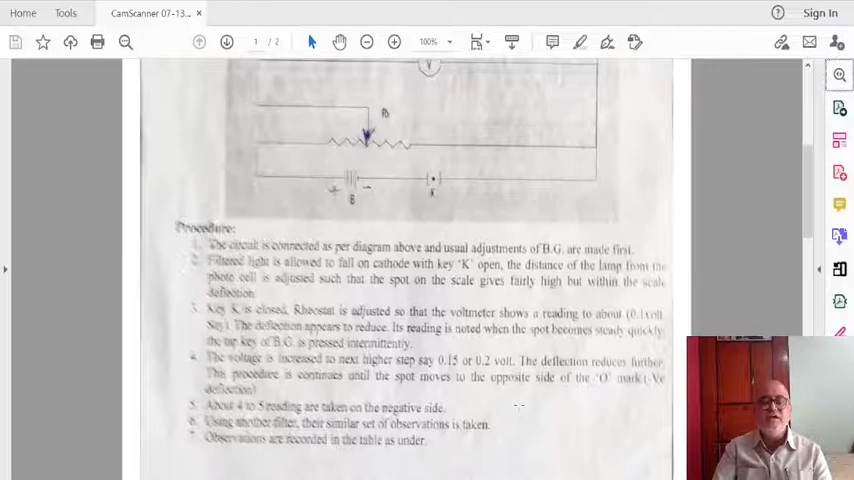 Home Tools CamScanner 07-13... × Sign In
1 / 2 100%
V
Rh
+ − K
B
Procedure:
1. The circuit is connected as per diagram above and usual adjustments of B.G. are made first.
2. Filtered light is allowed to fall on cathode with key 'K' open, the distance of the lamp from the
photo cell is adjusted such that the spot on the scale gives fairly high but within the scale
deflection.
3. Key K is closed, Rheostat is adjusted so that the voltmeter shows a reading to about (0.1volt
Say). The deflection appears to reduce. Its reading is noted when the spot becomes steady quickly
the tap key of B.G. is pressed intermittently.
4. The voltage is increased to next higher step say 0.15 or 0.2 volt. The deflection reduces further.
This procedure is continues until the spot moves to the opposite side of the 'O' mark (-Ve
deflection)
5. About 4 to 5 reading are taken on the negative side.
6. Using another filter, their similar set of observations is taken.
7. Observations are recorded in the table as under.